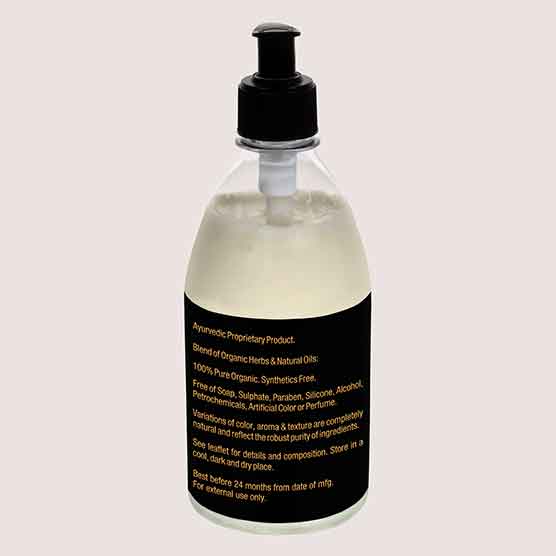 Ayurvedic Proprietary Product.
Blend of Organic Herbs & Natural Oils:
100% Pure Organic. Synthetics Free.
Free of Soap, Sulphate, Paraben, Silicone, Alcohol,
Petrochemicals, Artificial Color or Perfume.
Variations of color, aroma & texture are completely
natural and reflect the robust purity of ingredients.
See leaflet for details and composition. Store in a
cool, dark and dry place.
Best before 24 months from date of mfg.
For external use only.